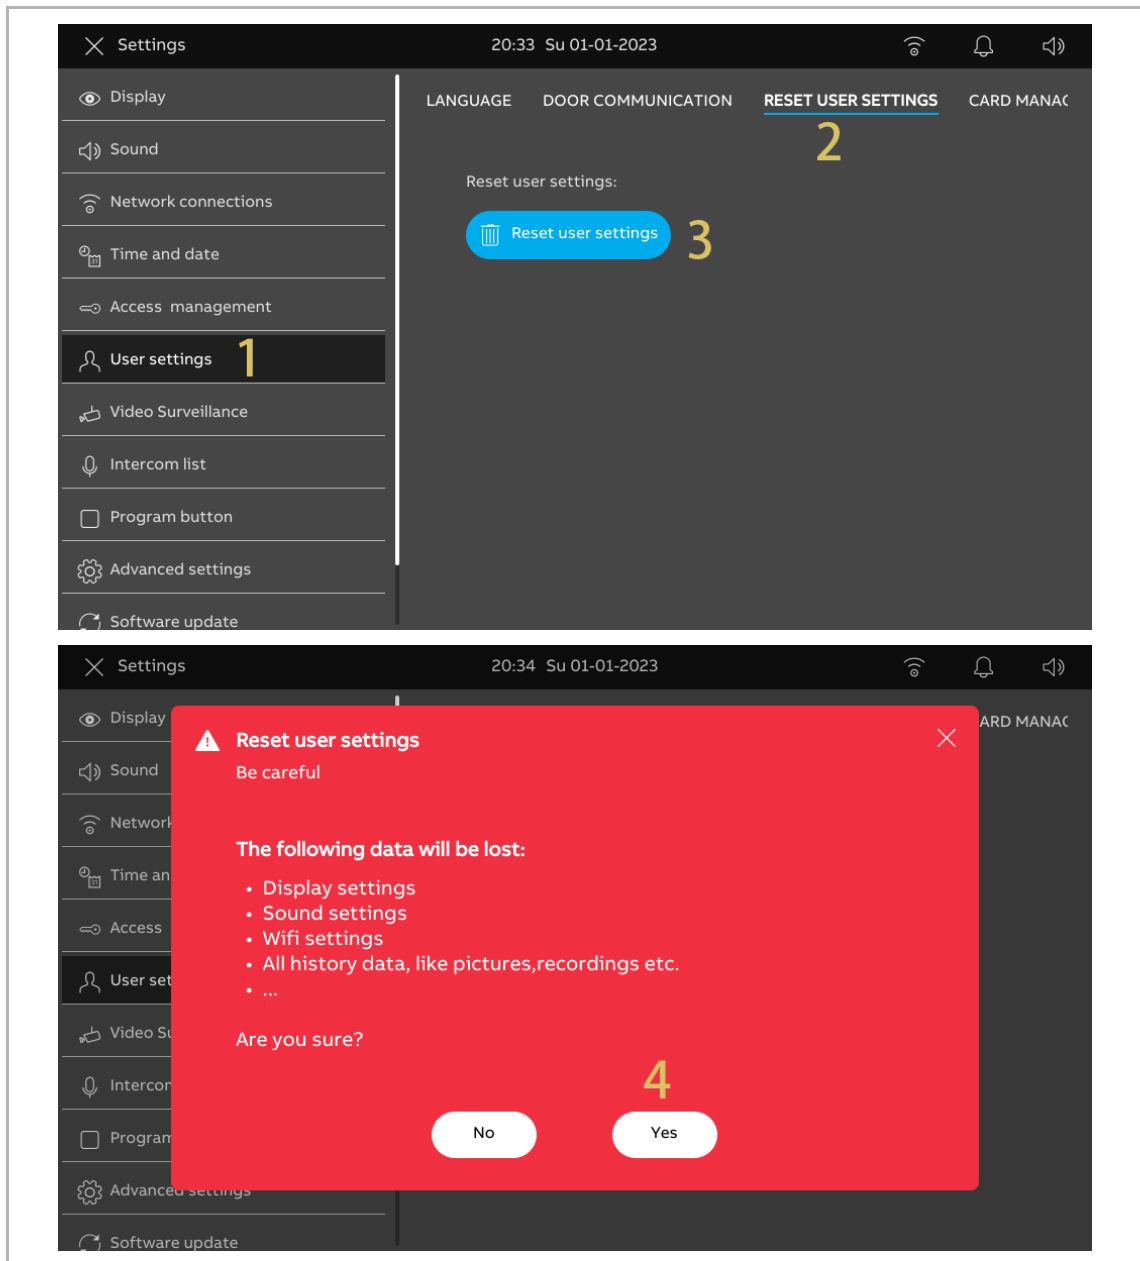 Settings
20:33 Su 01-01-2023
Display
Sound
Network connections
Time and date
Access management
User settings 1
Video Surveillance
Intercom list
Program button
Advanced settings
Software update
LANGUAGE DOOR COMMUNICATION RESET USER SETTINGS CARD MANAC
2
Reset user settings:
Reset user settings 3
Settings
20:34 Su 01-01-2023
Display
Sound
Network
Time an
Access
User set
Video Su
Intercom
Program
Advanced settings
Software update
ARD MANAC
Reset user settings
Be careful
The following data will be lost:
• Display settings
• Sound settings
• Wifi settings
• All history data, like pictures,recordings etc.
• ...
Are you sure?
4
No Yes